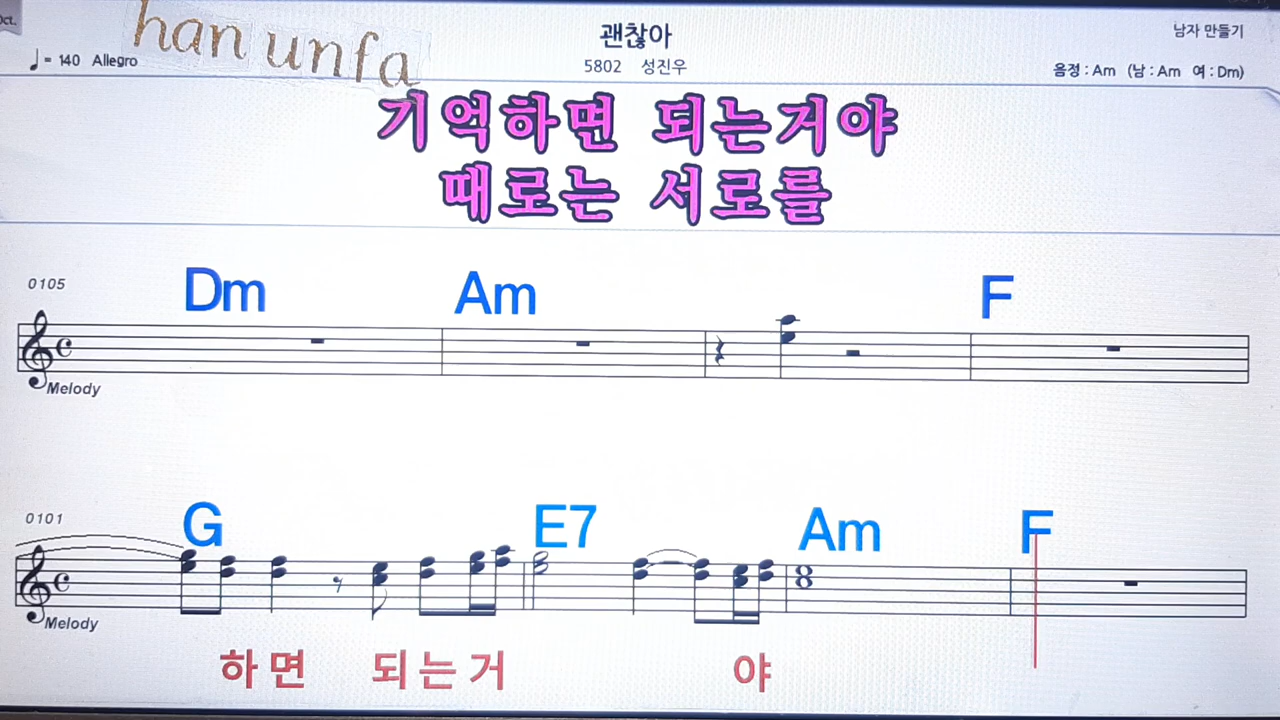 Oct.
han unfa
괜찮아
남자 만들기
♩= 140 Allegro
5802 성진우
음정 : Am (남 : Am 여 : Dm)
기억하면 되는거야
때로는 서로를
0105
Dm Am F
Melody
0101
G E7 Am F
Melody
하면 되는거 야